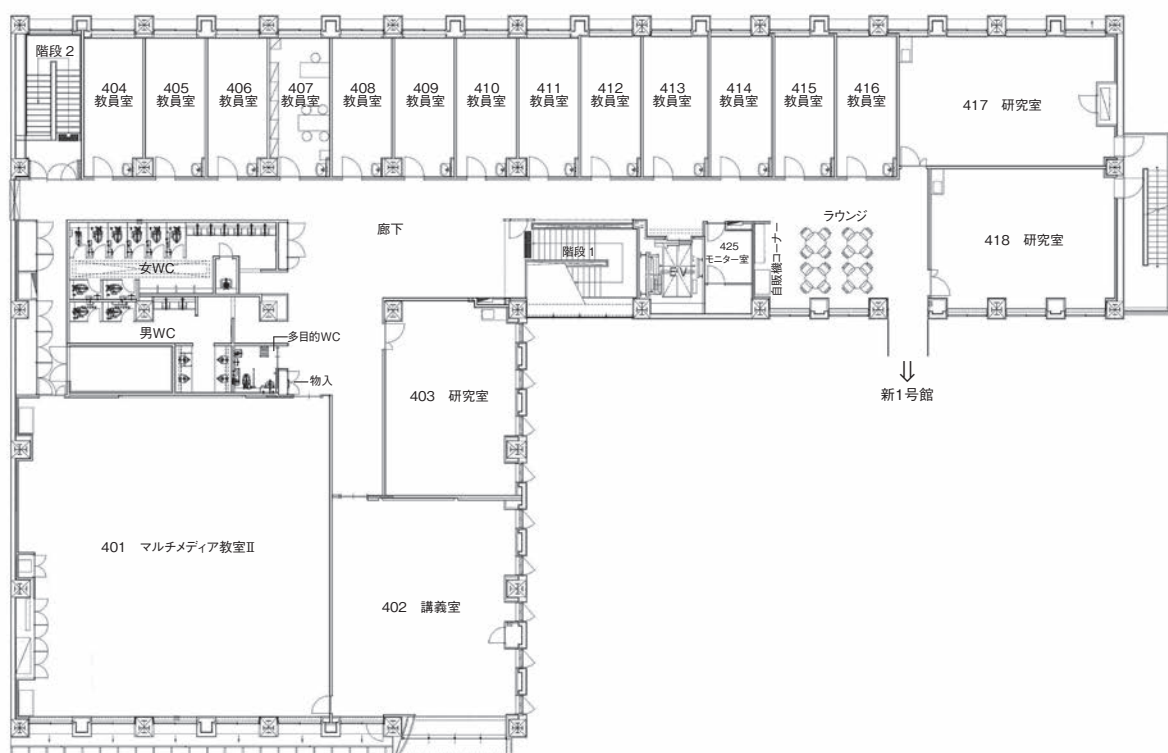 階段2
404
教員室
405
教員室
406
教員室
407
教員室
408
教員室
409
教員室
410
教員室
411
教員室
412
教員室
413
教員室
414
教員室
415
教員室
416
教員室
417 研究室
廊下
女WC
階段1
EV
425
モニター室
自販機コーナー
ラウンジ
418 研究室
男WC
多目的WC
物入
403 研究室
新1号館
401 マルチメディア教室Ⅱ
402 講義室